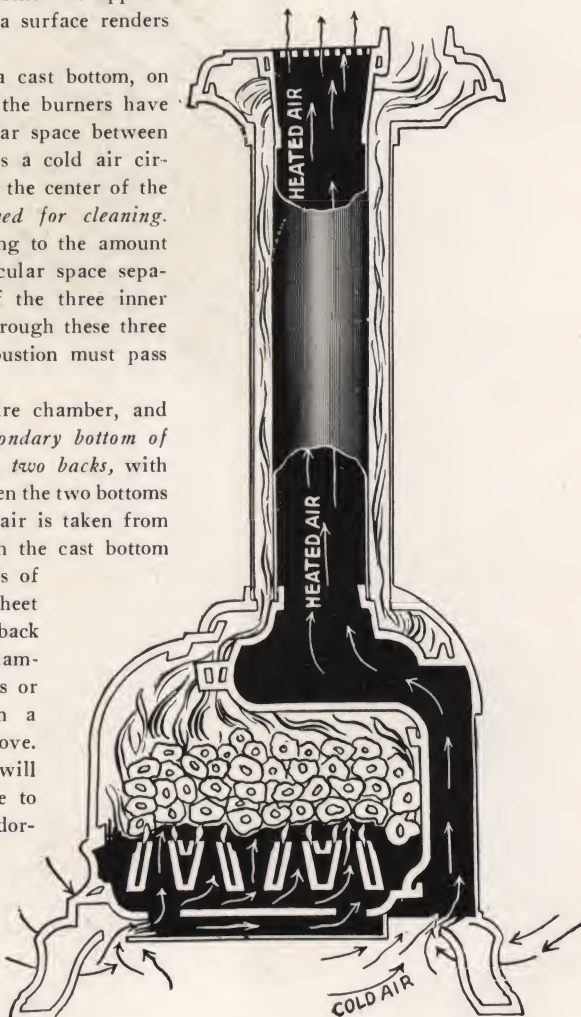 a surface renders
a cast bottom, on
the burners have
ar space between
s a cold air cir-
the center of the
ed for cleaning.
ng to the amount
cular space sepa-
f the three inner
rough these three
bustion must pass
re chamber, and
ondary bottom of
two backs, with
en the two bottoms
air is taken from
n the cast bottom
s of
heet
back
am-
s or
n a
ove.
will
e to
dor-
HEATED AIR
HEATED AIR
COLD AIR